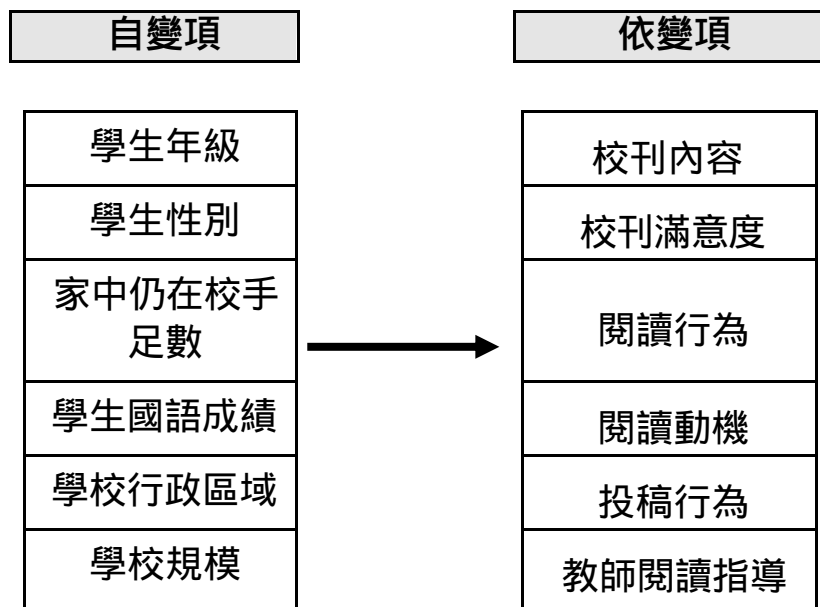 自變項
依變項
學生年級
學生性別
家中仍在校手
足數
學生國語成績
學校行政區域
學校規模
校刊內容
校刊滿意度
閱讀行為
閱讀動機
投稿行為
教師閱讀指導